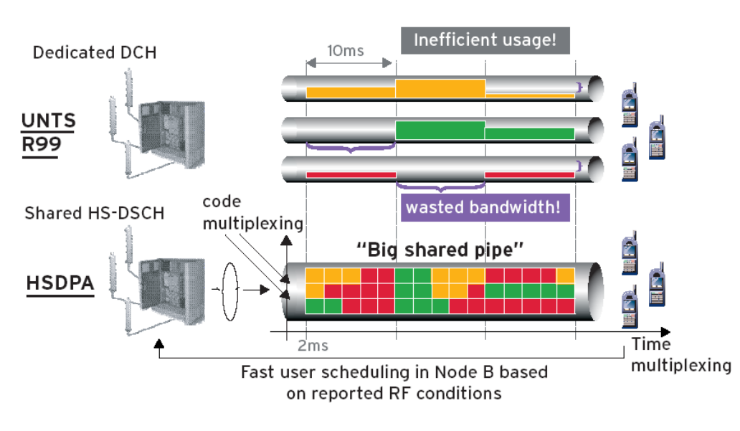 Inefficient usage!
10ms
Dedicated DCH
UNTS
R99
wasted bandwidth!
Shared HS-DSCH
code
multiplexing
“Big shared pipe”
HSDPA
2ms
Time
multiplexing
Fast user scheduling in Node B based
on reported RF conditions